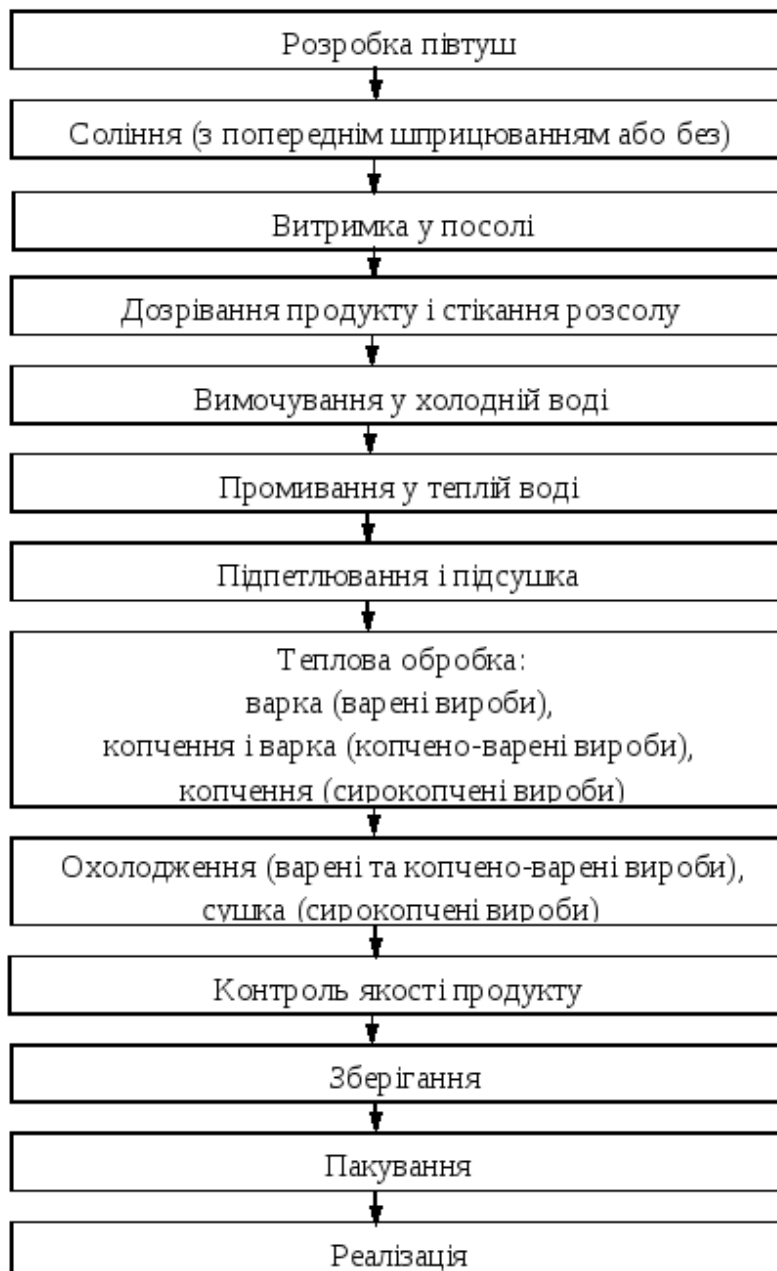 Розробка півтуш
Соління (з попереднім шприцюванням або без)
Витримка у посолі
Дозрівання продукту і стікання розсолу
Вимочування у холодній воді
Промивання у теплій воді
Підпетлювання і підсушка
Теплова обробка:
варка (варені вироби),
копчення і варка (копчено-варені вироби),
копчення (сирокопчені вироби)
Охолодження (варені та копчено-варені вироби),
сушка (сирокопчені вироби)
Контроль якості продукту
Зберігання
Пакування
Реалізація